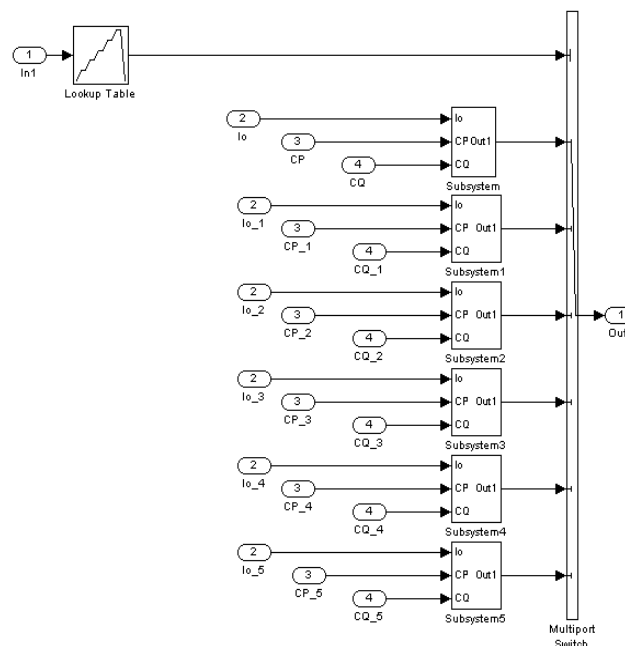 1
In1
Lookup Table
2
Io
Io
3
CP
CP Out1
4
CQ
CQ
Subsystem
2
Io_1
Io
3
CP_1
CP Out1
4
CQ_1
CQ
Subsystem1
2
Io_2
Io
3
CP_2
CP Out1
4
CQ_2
CQ
Subsystem2
1
Out
2
Io_3
Io
3
CP_3
CP Out1
4
CQ_3
CQ
Subsystem3
2
Io_4
Io
3
CP_4
CP Out1
4
CQ_4
CQ
Subsystem4
2
Io_5
Io
3
CP_5
CP Out1
4
CQ_5
CQ
Subsystem5
Multiport
Switch